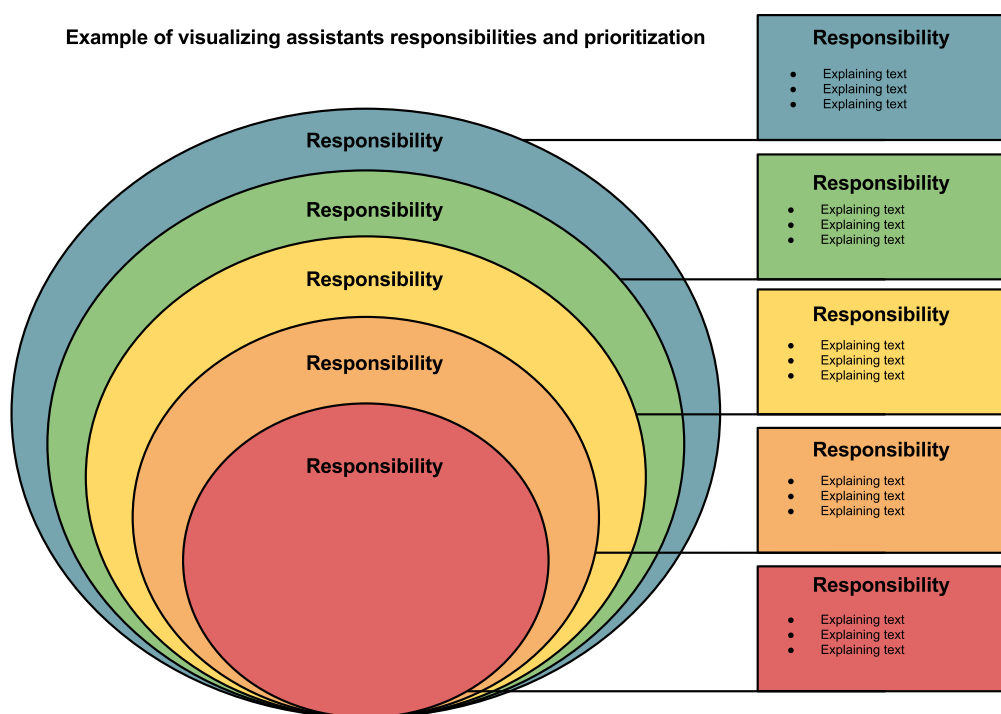 Example of visualizing assistants responsibilities and prioritization
Responsibility
Responsibility
Responsibility
Responsibility
Responsibility
Responsibility
● Explaining text
● Explaining text
● Explaining text
Responsibility
● Explaining text
● Explaining text
● Explaining text
Responsibility
● Explaining text
● Explaining text
● Explaining text
Responsibility
● Explaining text
● Explaining text
● Explaining text
Responsibility
● Explaining text
● Explaining text
● Explaining text